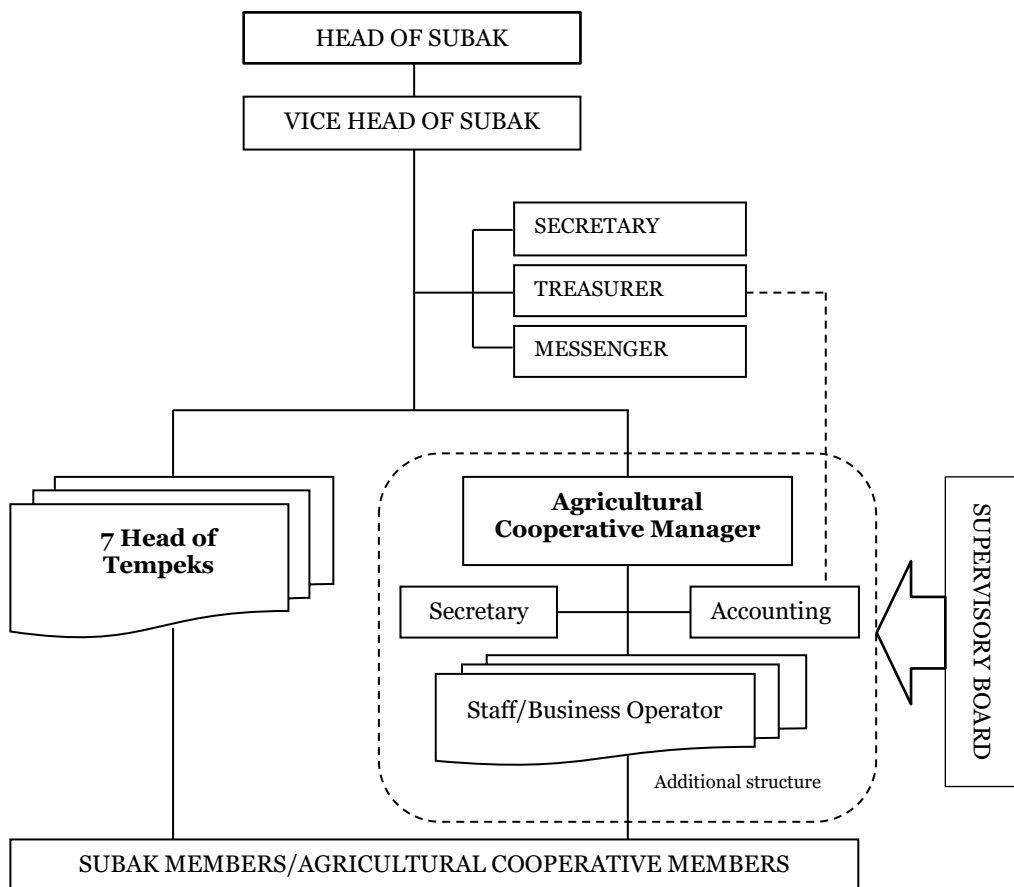 HEAD OF SUBAK
VICE HEAD OF SUBAK
SECRETARY
TREASURER
MESSENGER
7 Head of
Tempeks
Agricultural
Cooperative Manager
Secretary
Accounting
Staff/Business Operator
Additional structure
SUPERVISORY BOARD
SUBAK MEMBERS/AGRICULTURAL COOPERATIVE MEMBERS